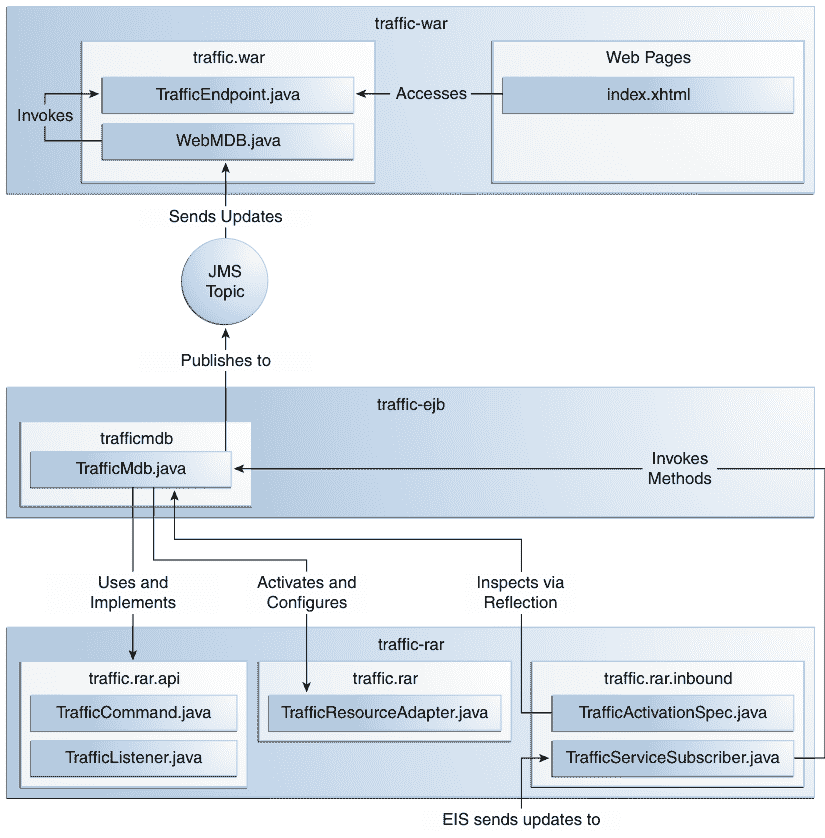 traffic-war
traffic.war
Web Pages
TrafficEndpoint.java
Accesses
index.xhtml
Invokes
WebMDB.java
Sends Updates
JMS
Topic
Publishes to
traffic-ejb
trafficmdb
TrafficMdb.java
Invokes
Methods
Uses and
Implements
Activates and
Configures
Inspects via
Reflection
traffic-rar
traffic.rar.api
traffic.rar
traffic.rar.inbound
TrafficCommand.java
TrafficResourceAdapter.java
TrafficActivationSpec.java
TrafficListener.java
TrafficServiceSubscriber.java
EIS sends updates to